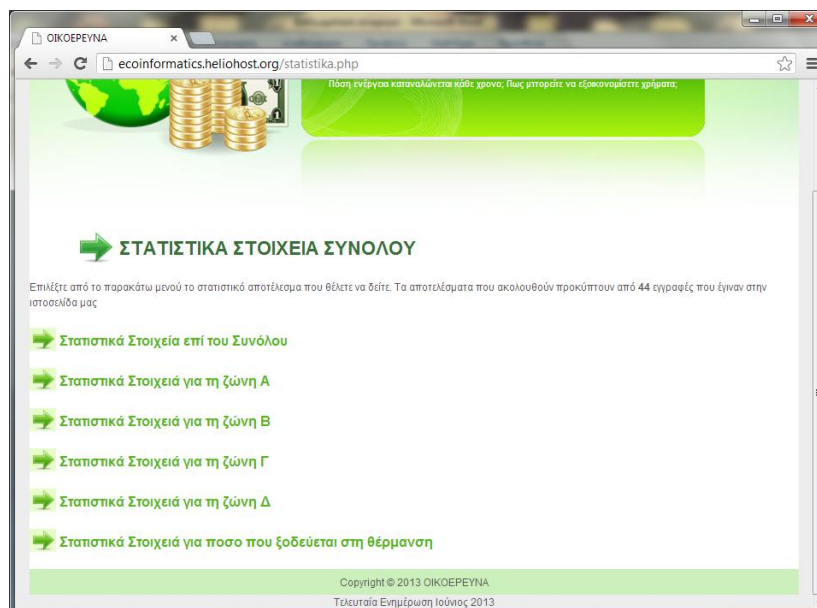 ΟΙΚΟΕΡΕΥΝΑ
ecoinformatics.heliohost.org/statistika.php
Πόση ενέργεια καταναλώνεται κάθε χρονο; Πως μπορείτε να εξοικονομίσετε χρήματα;
ΣΤΑΤΙΣΤΙΚΑ ΣΤΟΙΧΕΙΑ ΣΥΝΟΛΟΥ
Επιλέξτε από το παρακάτω μενού το στατιστικό αποτέλεσμα που θέλετε να δείτε. Τα αποτελέσματα που ακολουθούν προκύπτουν από 44 εγγραφές που έγιναν στην
ιστοσελίδα μας
Στατιστικά Στοιχεία επί του Συνόλου
Στατιστικά Στοιχειά για τη ζώνη Α
Στατιστικά Στοιχειά για τη ζώνη Β
Στατιστικά Στοιχειά για τη ζώνη Γ
Στατιστικά Στοιχειά για τη ζώνη Δ
Στατιστικά Στοιχειά για ποσο που ξοδεύεται στη θέρμανση
Copyright © 2013 ΟΙΚΟΕΡΕΥΝΑ
Τελευταία Ενημέρωση Ιούνιος 2013